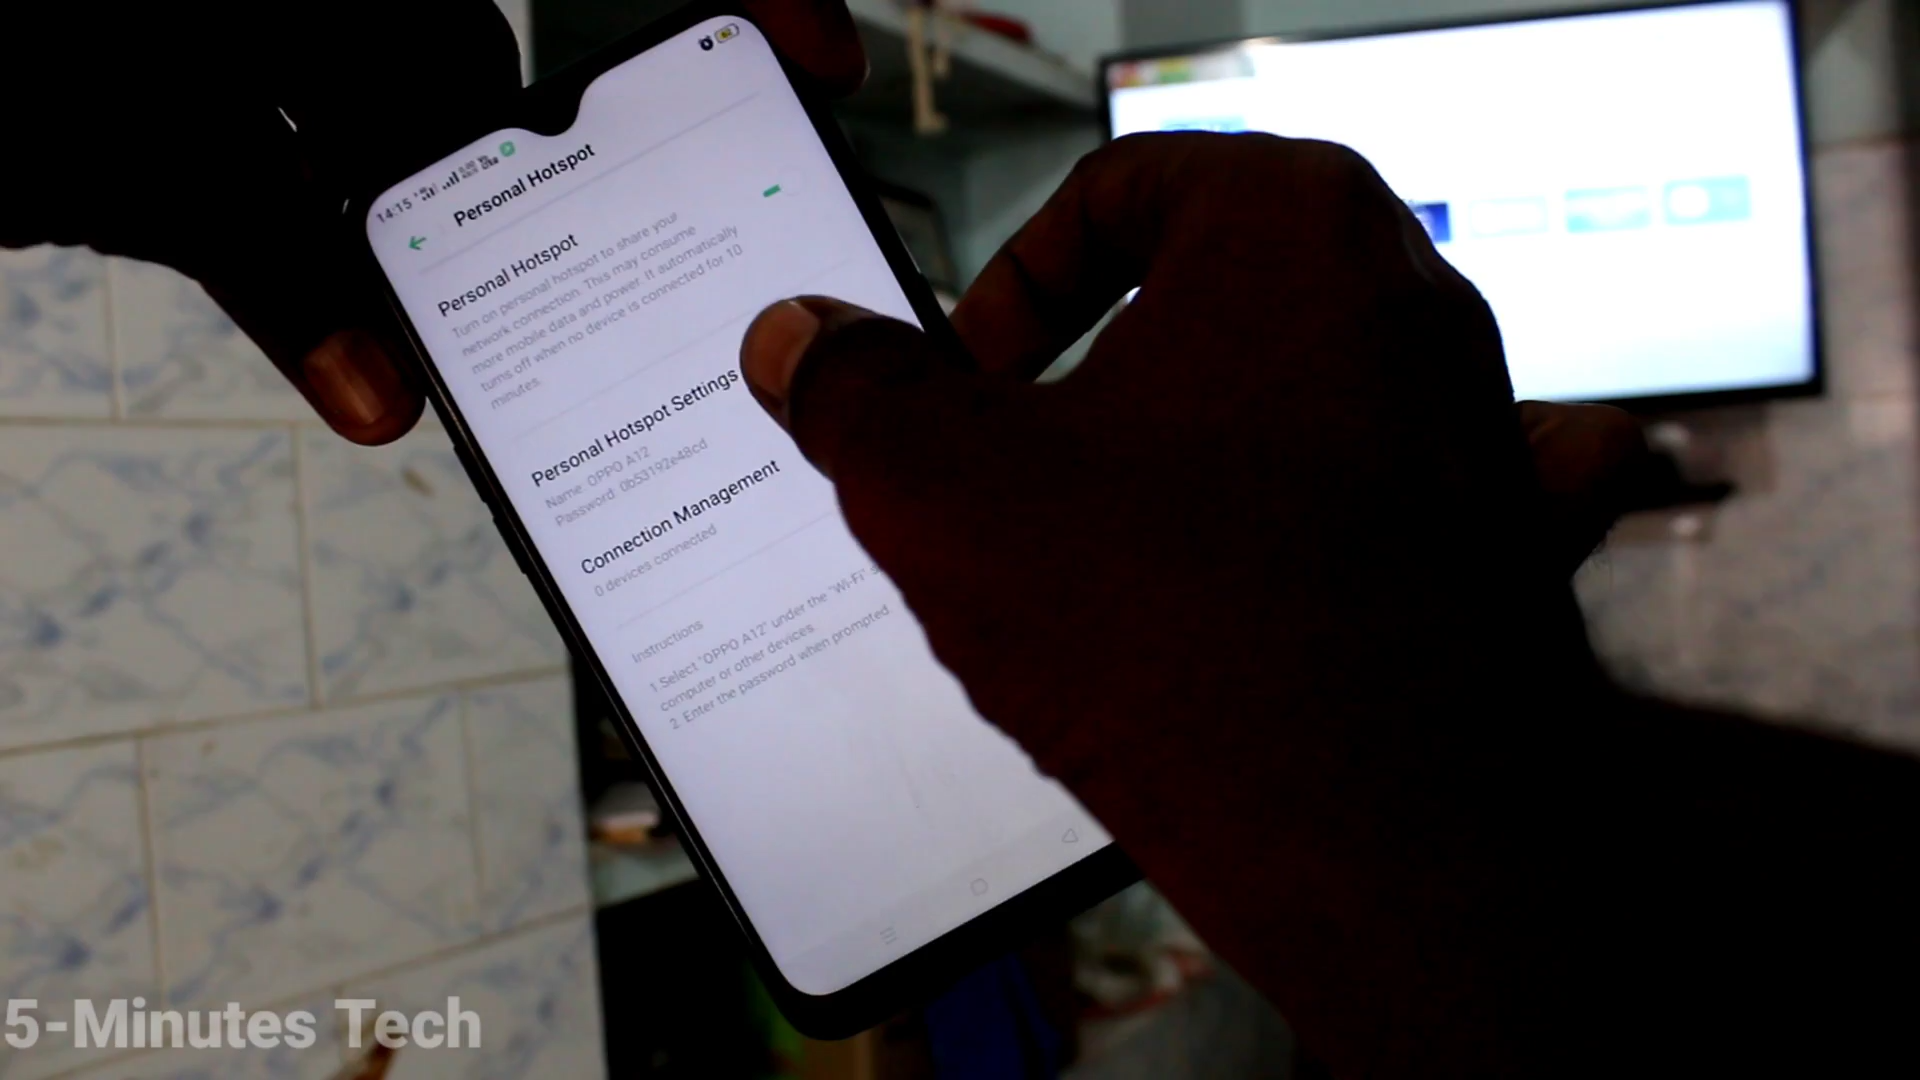 14:15
Personal Hotspot
Personal Hotspot
Turn on personal hotspot to share your
network connection. This may consume
more mobile data and power. It automatically
turns off when no device is connected for 10
minutes.
Personal Hotspot Settings
Name: OPPO A12
Password: 0b53192e48cd
Connection Management
0 devices connected
Instructions
1.Select "OPPO A12" under the "Wi-Fi"
computer or other devices.
2. Enter the password when prompted
5-Minutes Tech